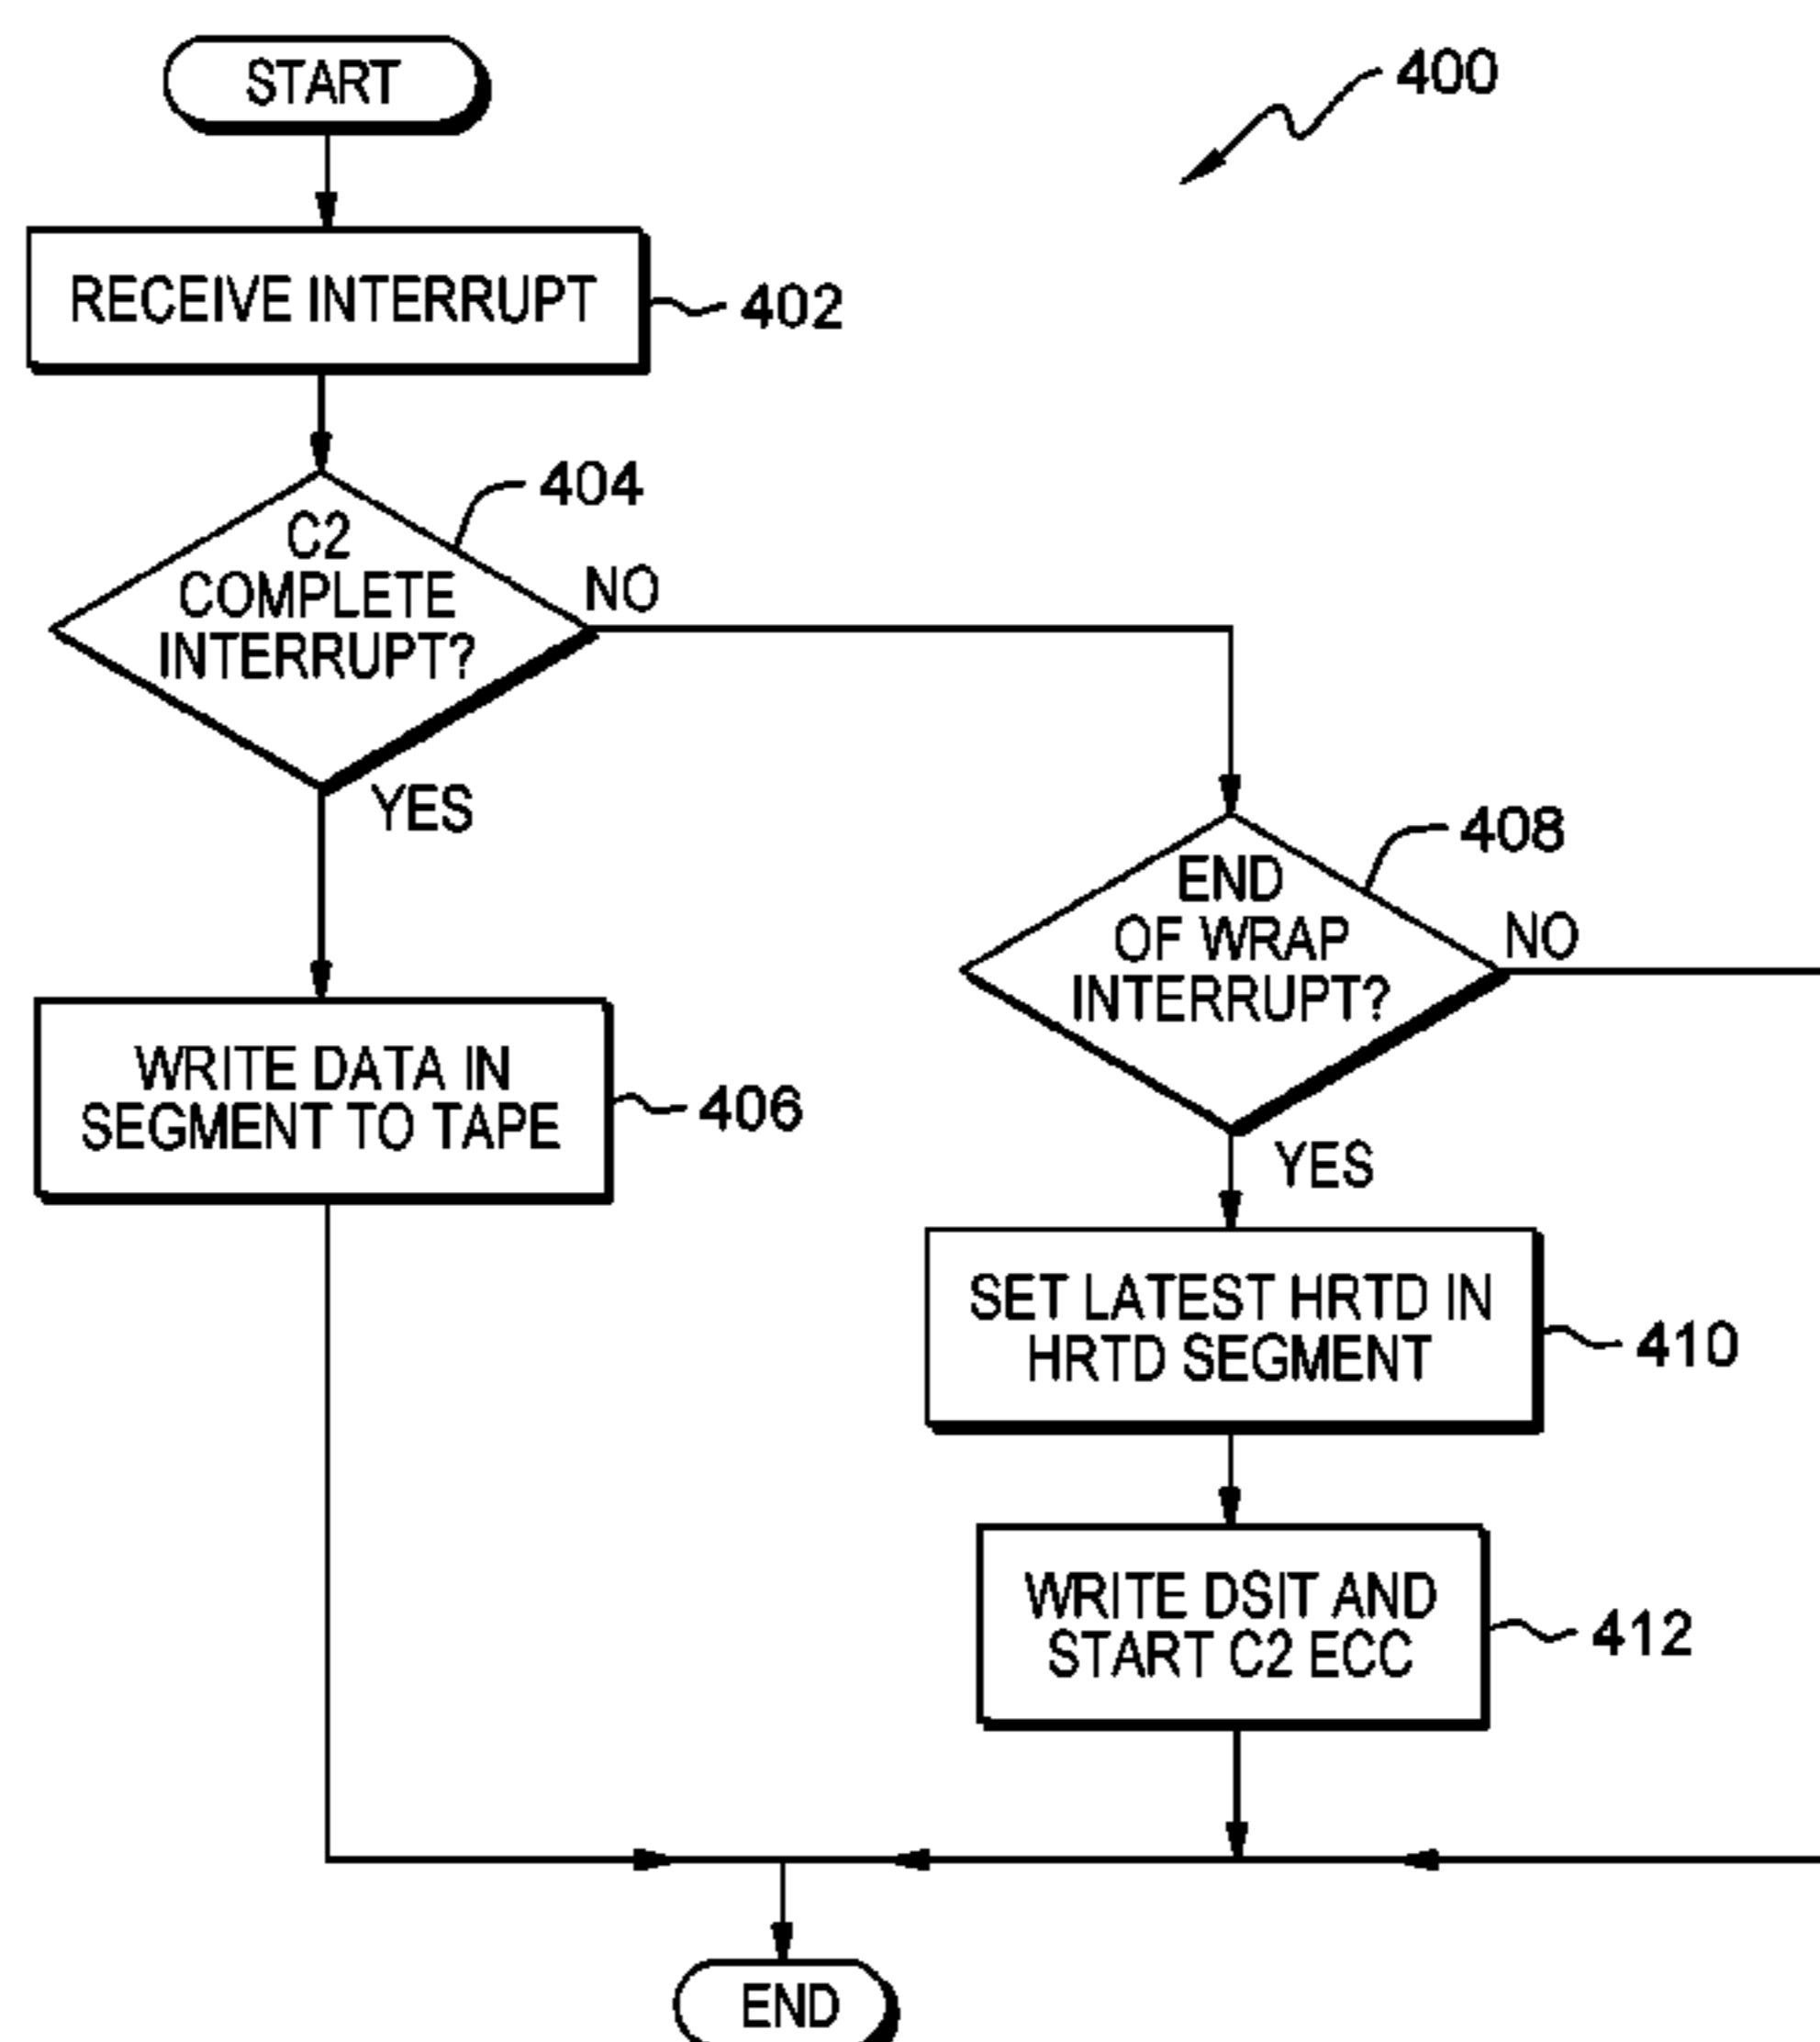 START
400
RECEIVE INTERRUPT
402
404
C2
COMPLETE
INTERRUPT?
NO
YES
408
END
OF WRAP
INTERRUPT?
NO
YES
WRITE DATA IN
SEGMENT TO TAPE
406
SET LATEST HRTD IN
HRTD SEGMENT
410
WRITE DSIT AND
START C2 ECC
412
END